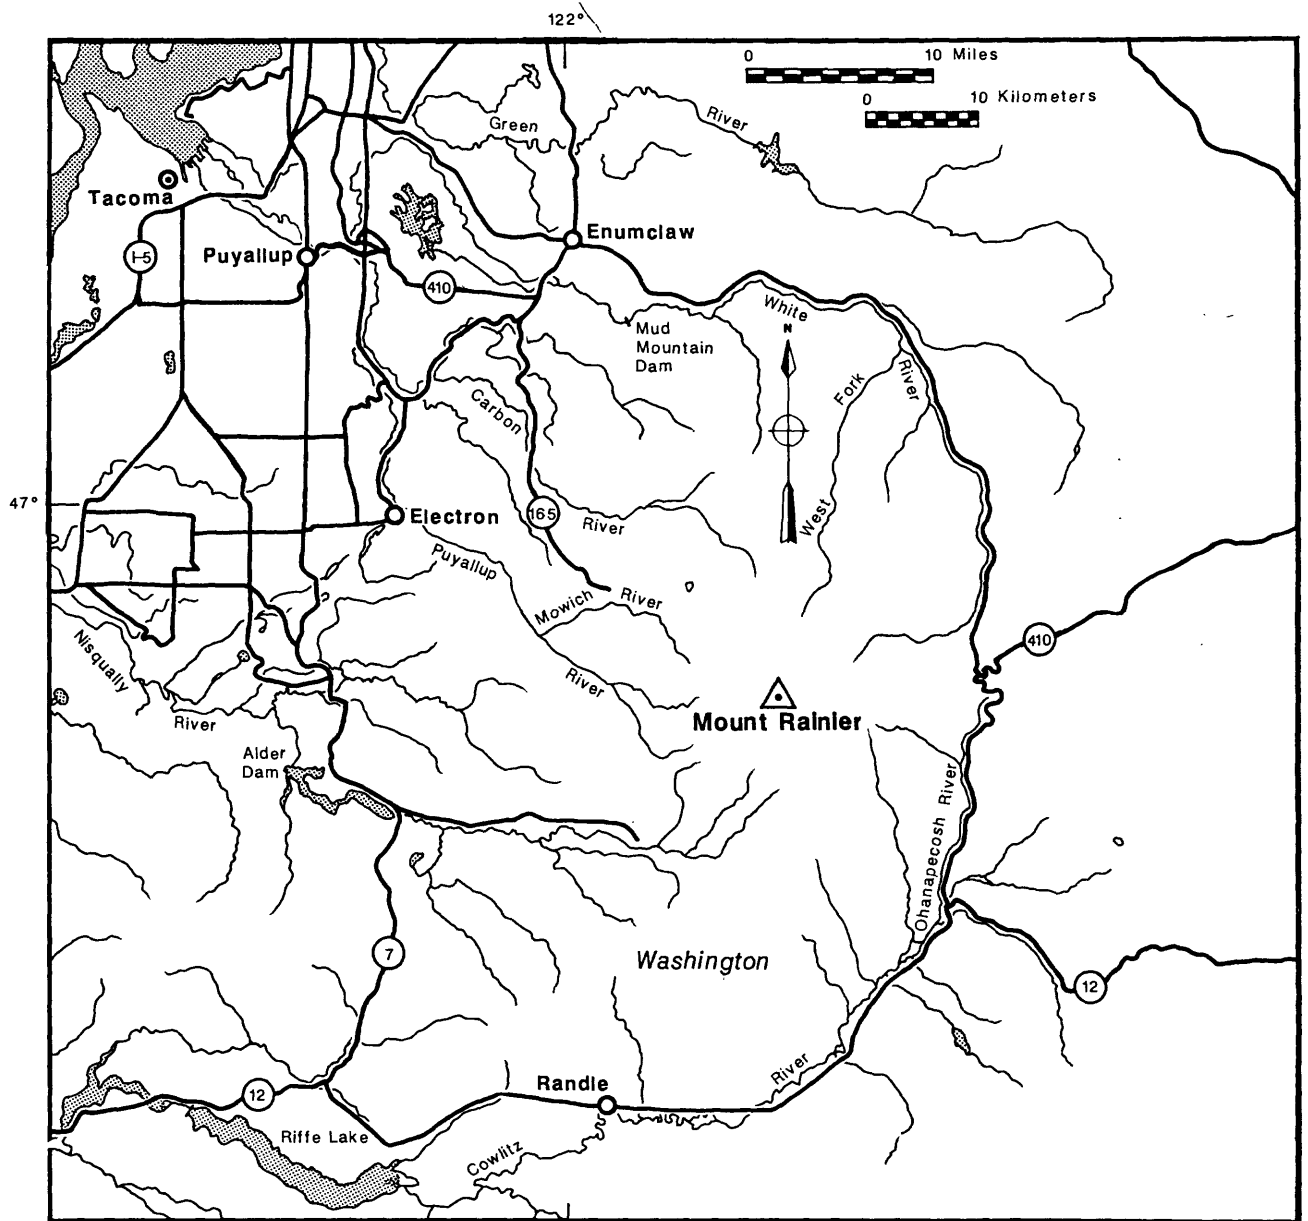 122°
0 10 Miles
0 10 Kilometers
Green
River
Tacoma
Enumclaw
I-5
Puyallup
410
White
N
Mud
Mountain
Dam
Fork
River
Carbon
47°
165
Electron
River
West
Puyallup
Mowich River
410
Nisqually
River
River
Mount Rainier
Alder
Dam
Ohanapecosh River
7
Washington
12
River
Randle
12
Riffe Lake
Cowlitz